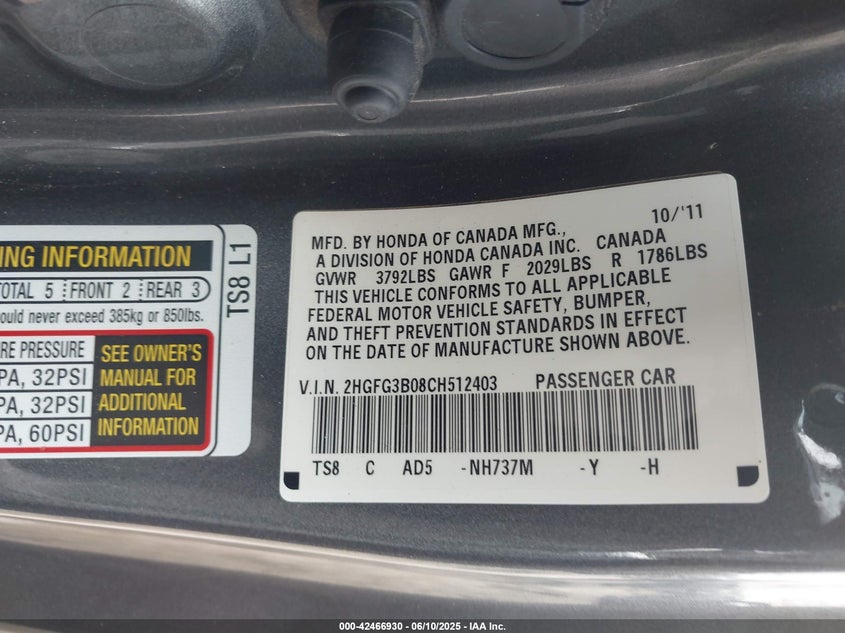 ING INFORMATION
TOTAL 5 FRONT 2 REAR 3
ould never exceed 385kg or 850lbs.
RE PRESSURE
PA, 32PSI
PA, 32PSI
PA, 60PSI
SEE OWNER'S
MANUAL FOR
ADDITIONAL
INFORMATION
TS8 L1
10/'11
MFD. BY HONDA OF CANADA MFG.,
A DIVISION OF HONDA CANADA INC. CANADA
GVWR 3792LBS GAWR F 2029LBS R 1786LBS
THIS VEHICLE CONFORMS TO ALL APPLICABLE
FEDERAL MOTOR VEHICLE SAFETY, BUMPER,
AND THEFT PREVENTION STANDARDS IN EFFECT
ON THE DATE OF MANUFACTURE SHOWN ABOVE.
V.I.N. 2HGFG3B08CH512403 PASSENGER CAR
TS8 C AD5 -NH737M -Y -H
000-42466930 - 06/10/2025 - IAA Inc.